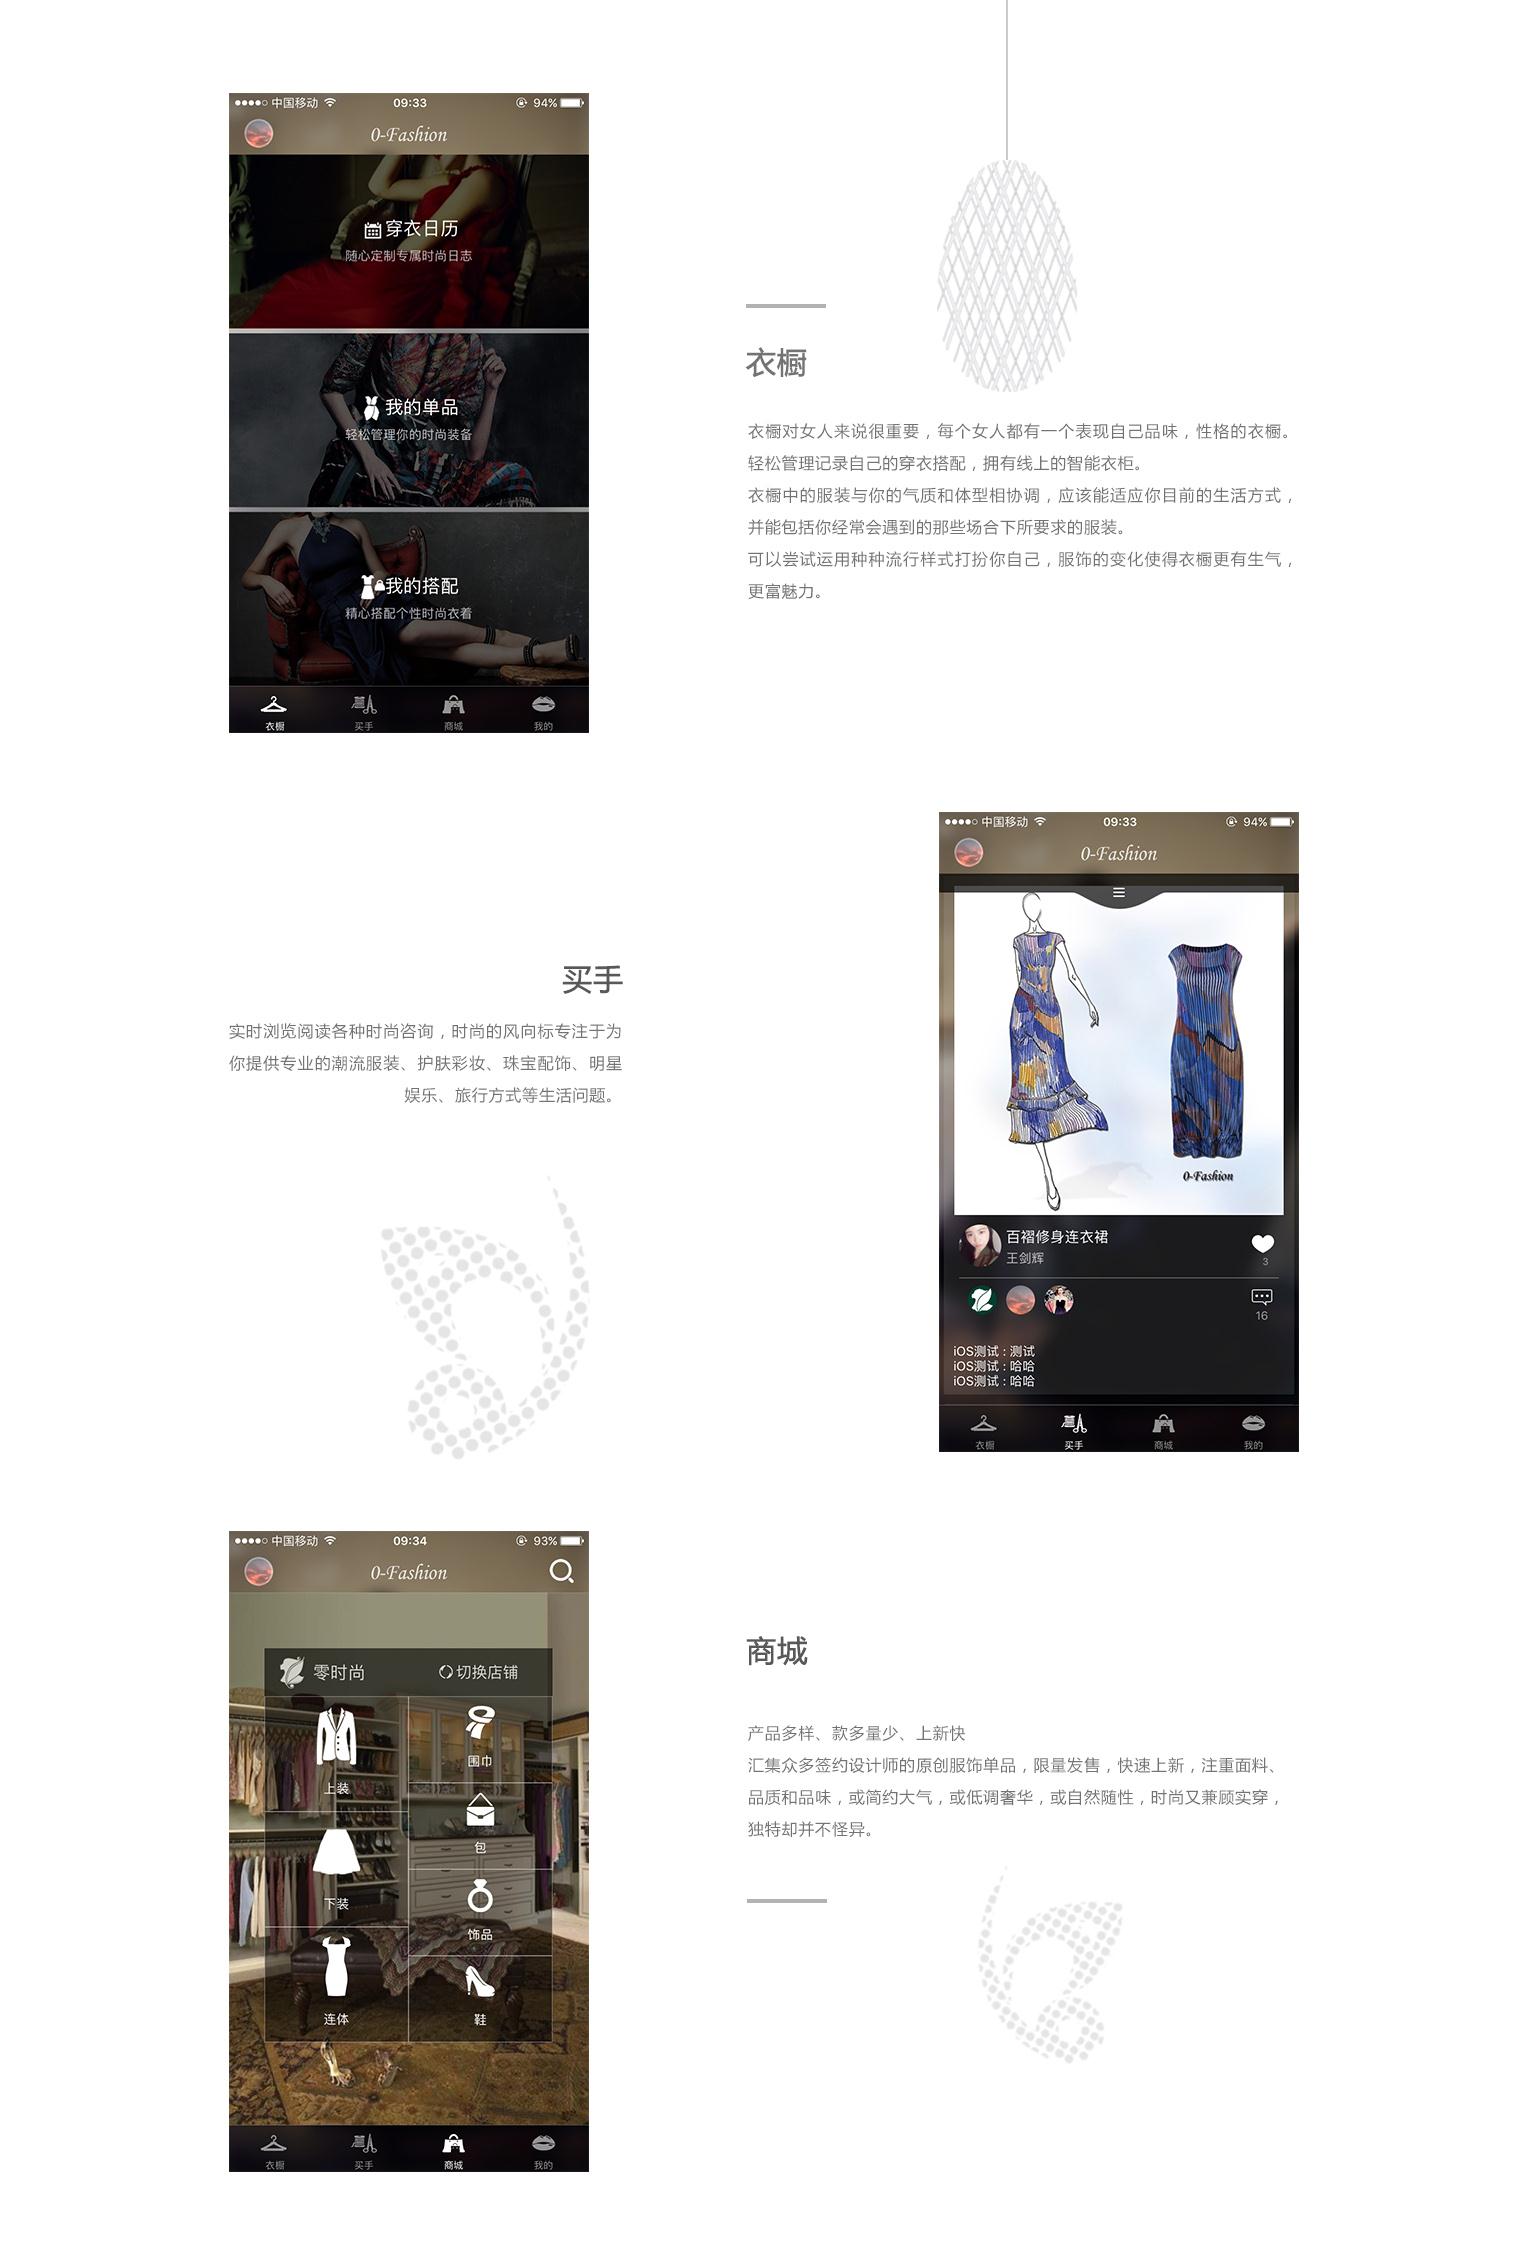 中国移动 09:33 94%
0-Fashion
穿衣日历
随心定制专属时尚日志
我的单品
轻松管理你的时尚装备
我的搭配
精心搭配个性时尚衣着
衣橱 买手 商城 我的
衣橱
衣橱对女人来说很重要，每个女人都有一个表现自己品味，性格的衣橱。
轻松管理记录自己的穿衣搭配，拥有线上的智能衣柜。
衣橱中的服装与你的气质和体型相协调，应该能适应你目前的生活方式，
并能包括你经常会遇到的那些场合下所要求的服装。
可以尝试运用种种流行样式打扮你自己，服饰的变化使得衣橱更有生气，
更富魅力。
买手
实时浏览阅读各种时尚咨询，时尚的风向标专注于为
你提供专业的潮流服装、护肤彩妆、珠宝配饰、明星
娱乐、旅行方式等生活问题。
中国移动 09:33 94%
0-Fashion
0-Fashion
百褶修身连衣裙
王剑辉
3
16
iOS测试：测试
iOS测试：哈哈
iOS测试：哈哈
衣橱 买手 商城 我的
中国移动 09:34 93%
0-Fashion
零时尚 切换店铺
上装
围巾
包
下装
饰品
连体
鞋
衣橱 买手 商城 我的
商城
产品多样、款多量少、上新快
汇集众多签约设计师的原创服饰单品，限量发售，快速上新，注重面料、
品质和品味，或简约大气，或低调奢华，或自然随性，时尚又兼顾实穿，
独特却并不怪异。